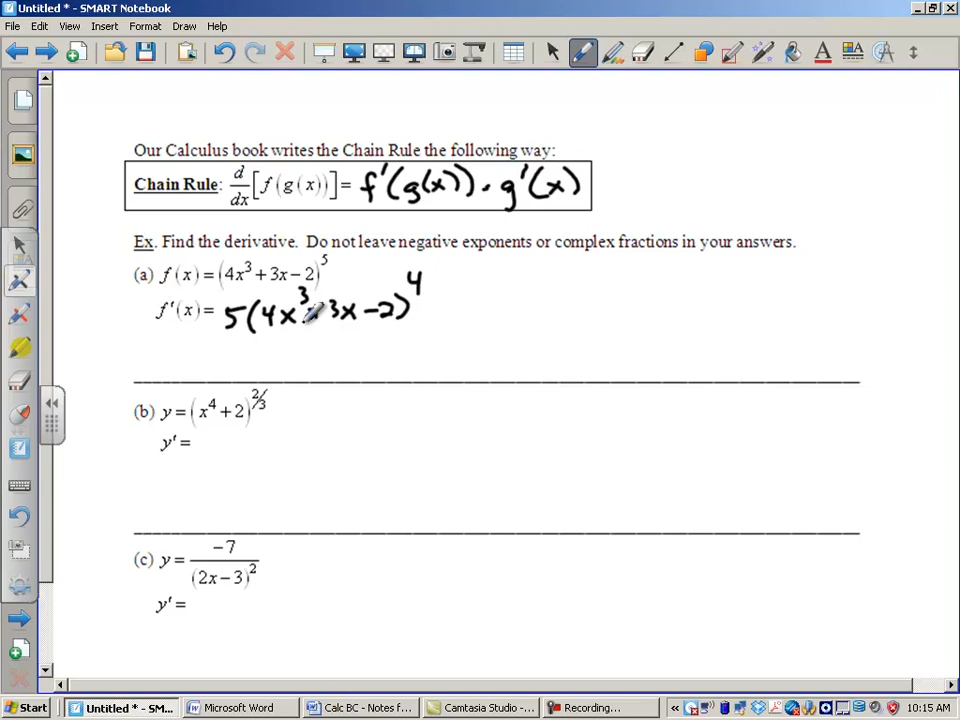 Untitled * - SMART Notebook
File Edit View Insert Format Draw Help
Our Calculus book writes the Chain Rule the following way:
Chain Rule: d/dx [f(g(x))] = f'(g(x)) · g'(x)
Ex. Find the derivative. Do not leave negative exponents or complex fractions in your answers.
(a) f(x) = (4x³ + 3x − 2)⁵
f'(x) = 5(4x³ + 3x − 2)⁴
(b) y = (x⁴ + 2)^(2/3)
y' =
(c) y = −7/(2x − 3)²
y' =
Start Untitled * - SM... Microsoft Word Calc BC - Notes f... Camtasia Studio -... Recording... « 10:15 AM